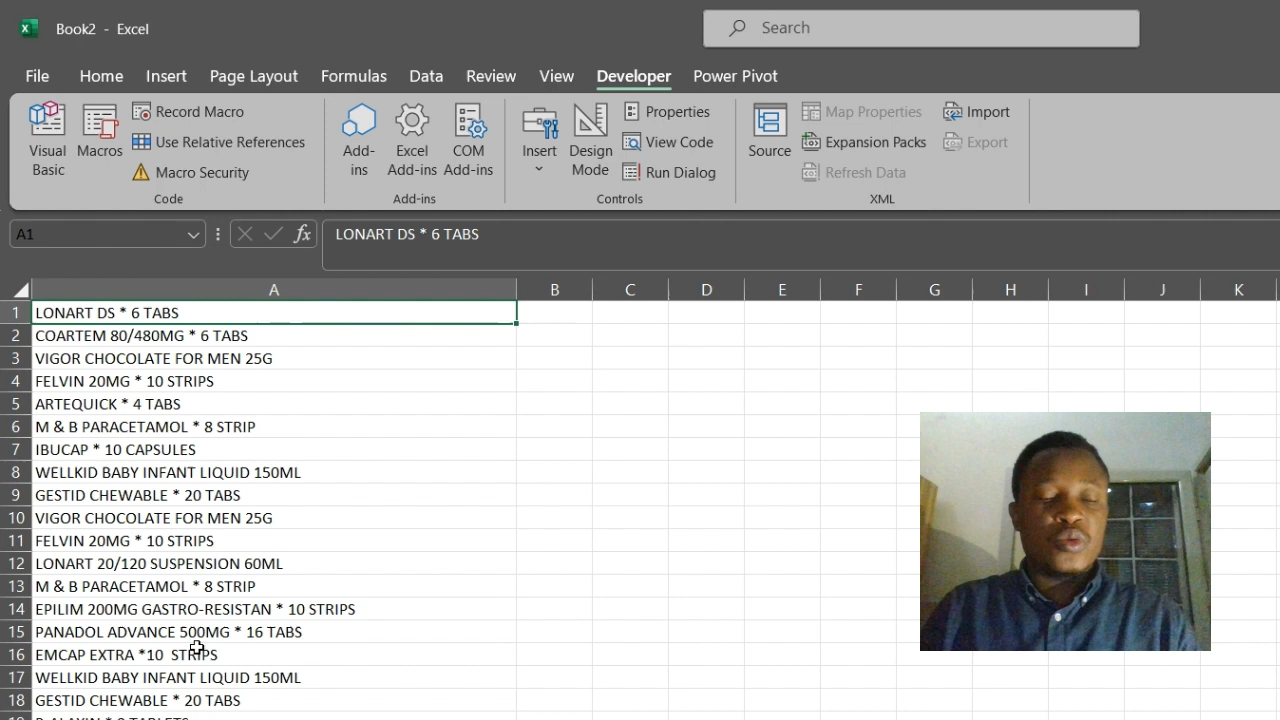 Book2 - Excel
Search
File Home Insert Page Layout Formulas Data Review View Developer Power Pivot
Visual Basic
Macros
Record Macro
Use Relative References
Macro Security
Code
Add-ins
Excel Add-ins
COM Add-ins
Add-ins
Insert
Design Mode
Properties
View Code
Run Dialog
Controls
Source
Map Properties
Expansion Packs
Refresh Data
Import
Export
XML
A1
fx
LONART DS * 6 TABS
A B C D E F G H I J K
1 LONART DS * 6 TABS
2 COARTEM 80/480MG * 6 TABS
3 VIGOR CHOCOLATE FOR MEN 25G
4 FELVIN 20MG * 10 STRIPS
5 ARTEQUICK * 4 TABS
6 M & B PARACETAMOL * 8 STRIP
7 IBUCAP * 10 CAPSULES
8 WELLKID BABY INFANT LIQUID 150ML
9 GESTID CHEWABLE * 20 TABS
10 VIGOR CHOCOLATE FOR MEN 25G
11 FELVIN 20MG * 10 STRIPS
12 LONART 20/120 SUSPENSION 60ML
13 M & B PARACETAMOL * 8 STRIP
14 EPILIM 200MG GASTRO-RESISTAN * 10 STRIPS
15 PANADOL ADVANCE 500MG * 16 TABS
16 EMCAP EXTRA *10  STRIPS
17 WELLKID BABY INFANT LIQUID 150ML
18 GESTID CHEWABLE * 20 TABS